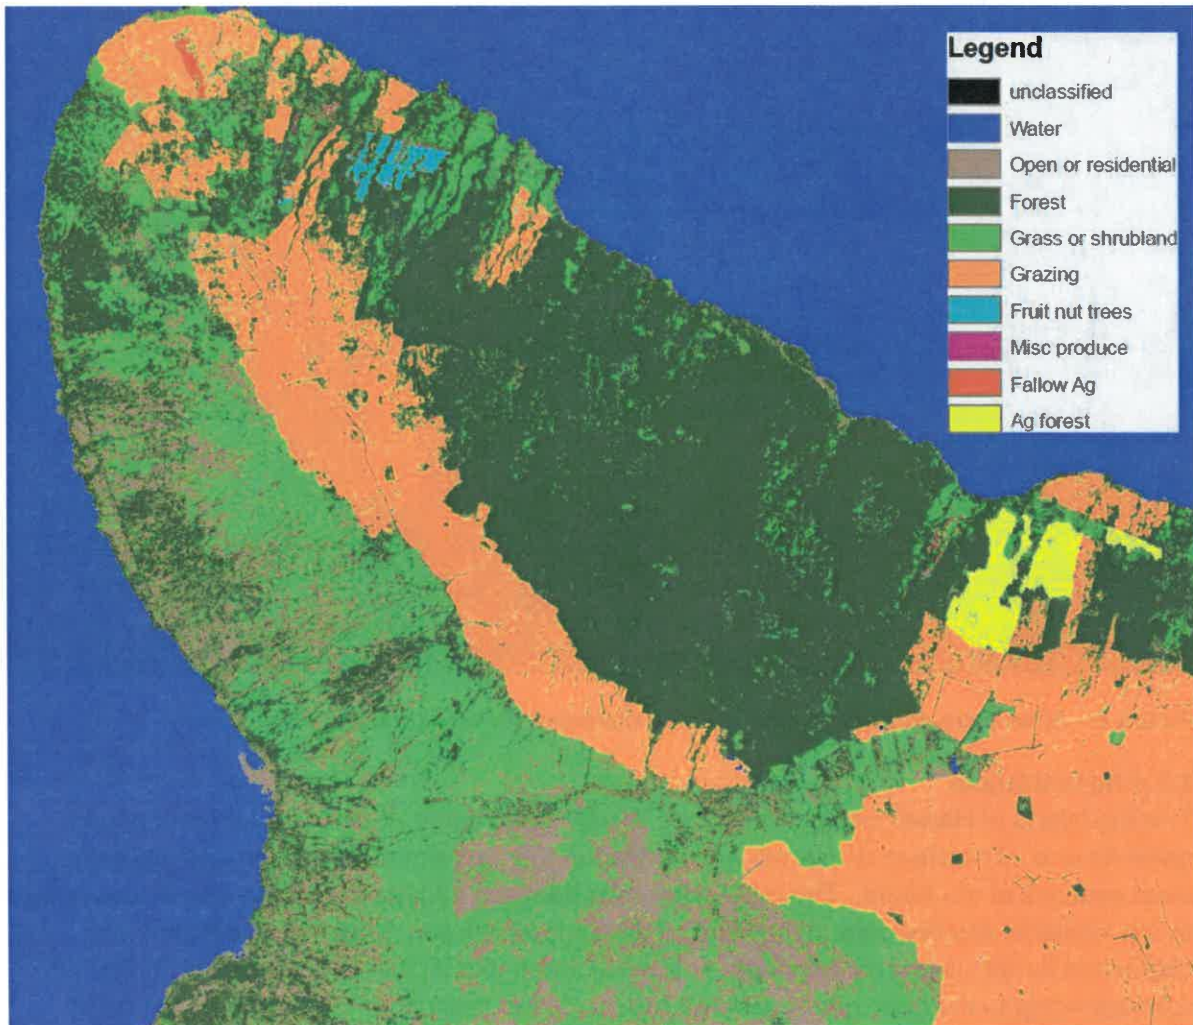 Legend
unclassified
Water
Open or residential
Forest
Grass or shrubland
Grazing
Fruit nut trees
Misc produce
Fallow Ag
Ag forest